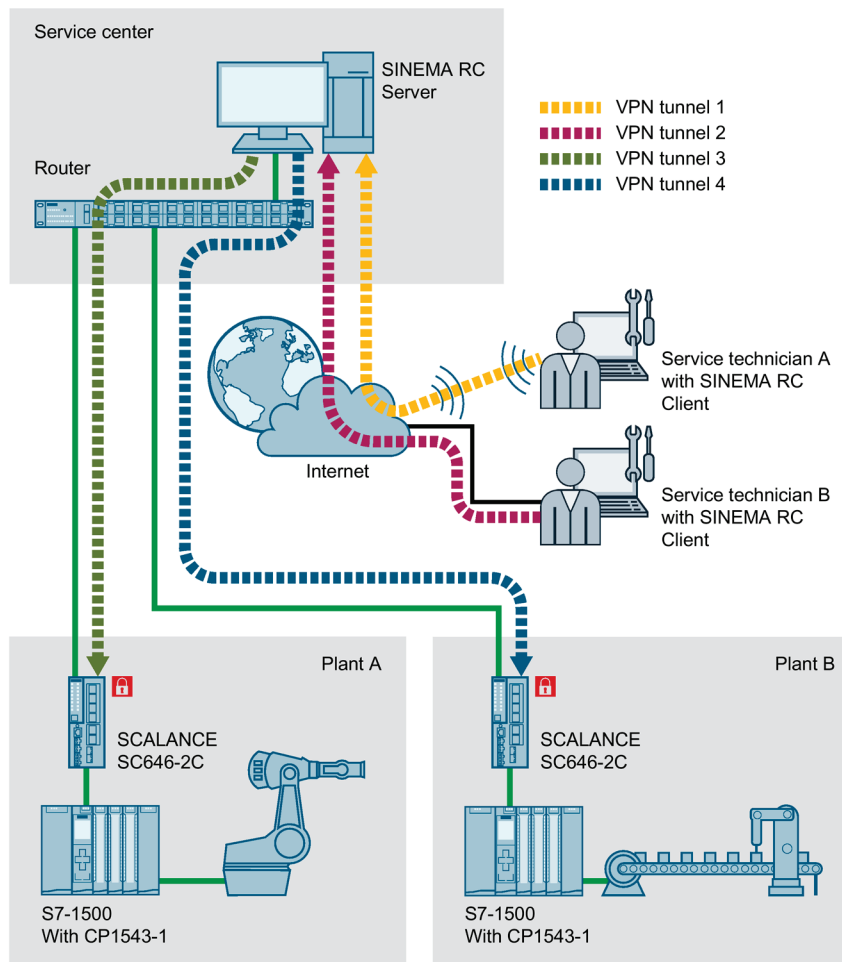 Service center
SINEMA RC
Server
VPN tunnel 1
VPN tunnel 2
VPN tunnel 3
VPN tunnel 4
Router
Service technician A
with SINEMA RC
Client
Internet
Service technician B
with SINEMA RC
Client
Plant A
SCALANCE
SC646-2C
S7-1500
With CP1543-1
Plant B
SCALANCE
SC646-2C
S7-1500
With CP1543-1